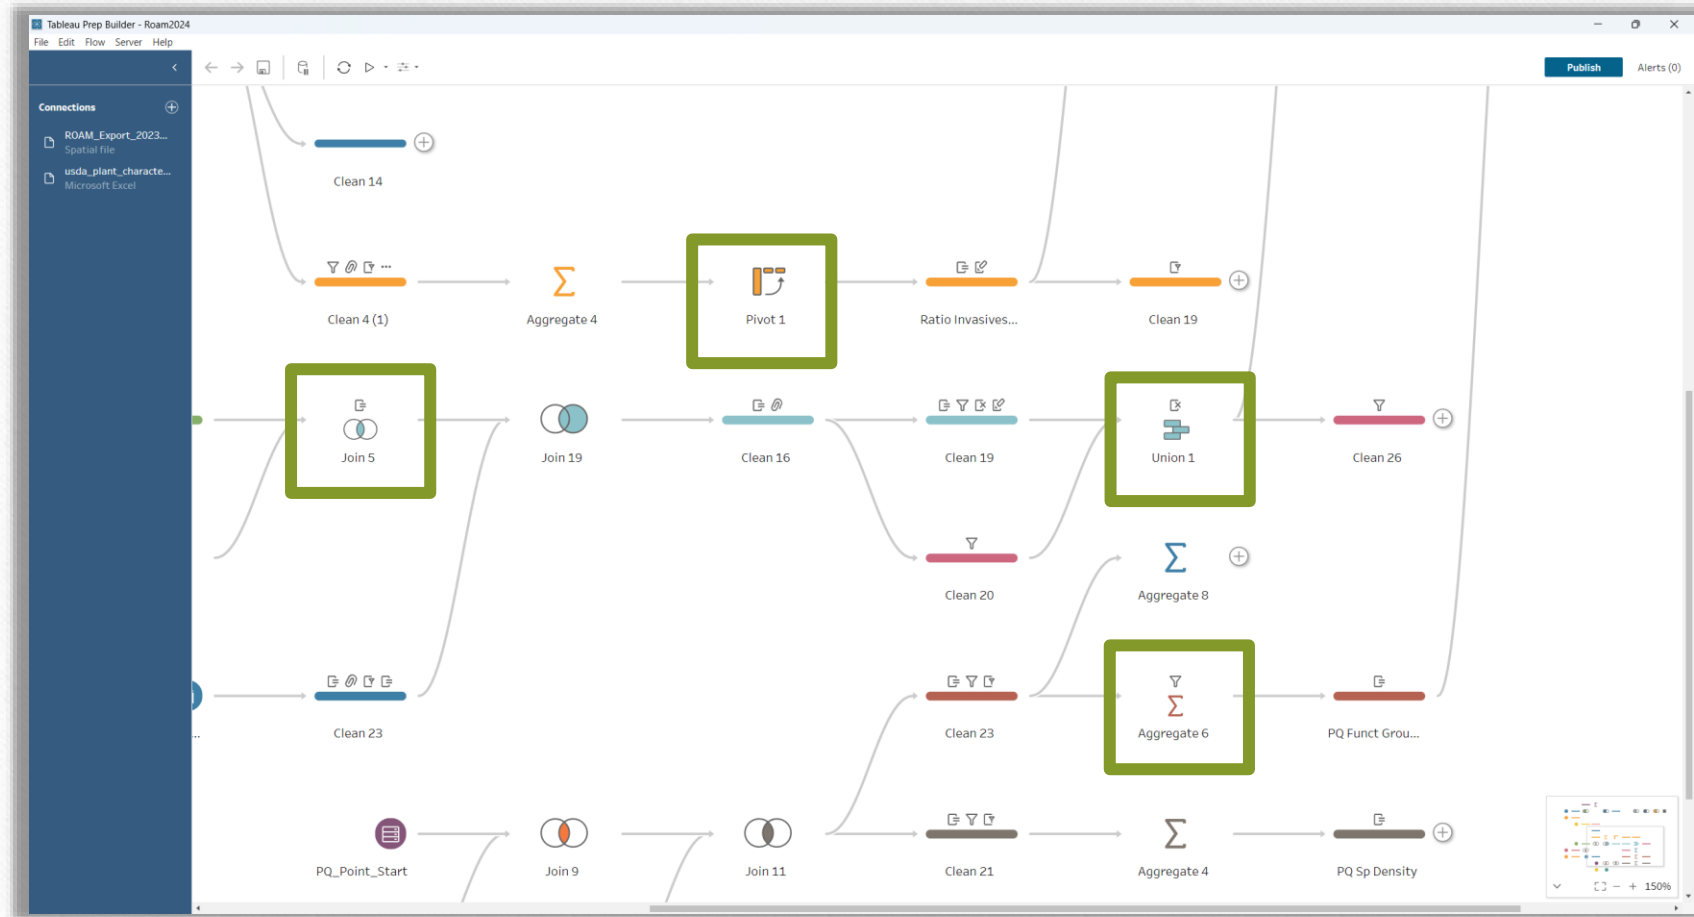 Tableau Prep Builder - Roam2024
File Edit Flow Server Help
Publish
Alerts (0)
Connections
ROAM_Export_2023...
Spatial file
usda_plant_characte...
Microsoft Excel
Clean 14
Clean 4 (1)
Aggregate 4
Pivot 1
Ratio Invasives...
Clean 19
Join 5
Join 19
Clean 16
Clean 19
Union 1
Clean 26
Clean 20
Aggregate 8
...
Clean 23
Clean 23
Aggregate 6
PQ Funct Grou...
PQ_Point_Start
Join 9
Join 11
Clean 21
Aggregate 4
PQ Sp Density
150%